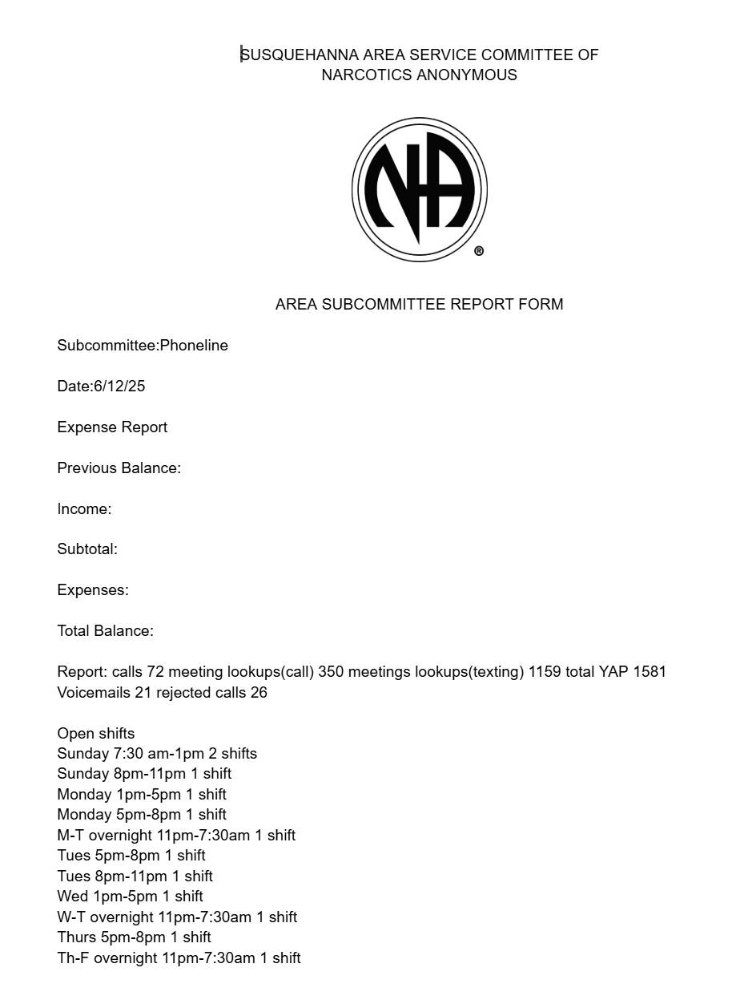 SUSQUEHANNA AREA SERVICE COMMITTEE OF
NARCOTICS ANONYMOUS
NA
®
AREA SUBCOMMITTEE REPORT FORM
Subcommittee:Phoneline
Date:6/12/25
Expense Report
Previous Balance:
Income:
Subtotal:
Expenses:
Total Balance:
Report: calls 72 meeting lookups(call) 350 meetings lookups(texting) 1159 total YAP 1581
Voicemails 21 rejected calls 26
Open shifts
Sunday 7:30 am-1pm 2 shifts
Sunday 8pm-11pm 1 shift
Monday 1pm-5pm 1 shift
Monday 5pm-8pm 1 shift
M-T overnight 11pm-7:30am 1 shift
Tues 5pm-8pm 1 shift
Tues 8pm-11pm 1 shift
Wed 1pm-5pm 1 shift
W-T overnight 11pm-7:30am 1 shift
Thurs 5pm-8pm 1 shift
Th-F overnight 11pm-7:30am 1 shift